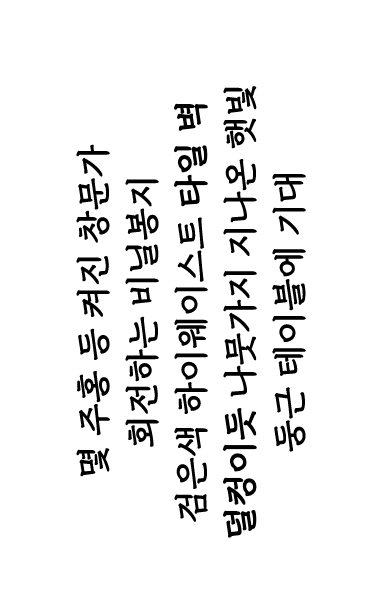 몇 주홍 등 켜진 창문가
회전하는 비닐봉지
검은색 하이웨이스트 타일 벽
덜컹이듯 나뭇가지 지나온 햇빛
둥근 테이블에 기대